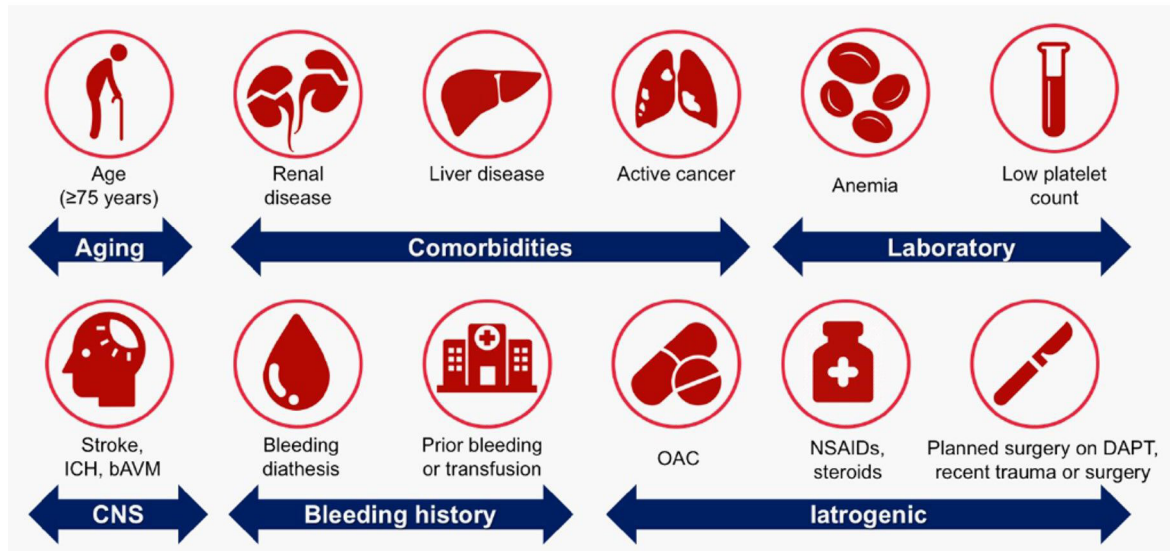 Age
(≥75 years)
Renal
disease
Liver disease
Active cancer
Anemia
Low platelet
count
Aging
Comorbidities
Laboratory
Stroke,
ICH, bAVM
Bleeding
diathesis
Prior bleeding
or transfusion
OAC
NSAIDs,
steroids
Planned surgery on DAPT,
recent trauma or surgery
CNS
Bleeding history
Iatrogenic